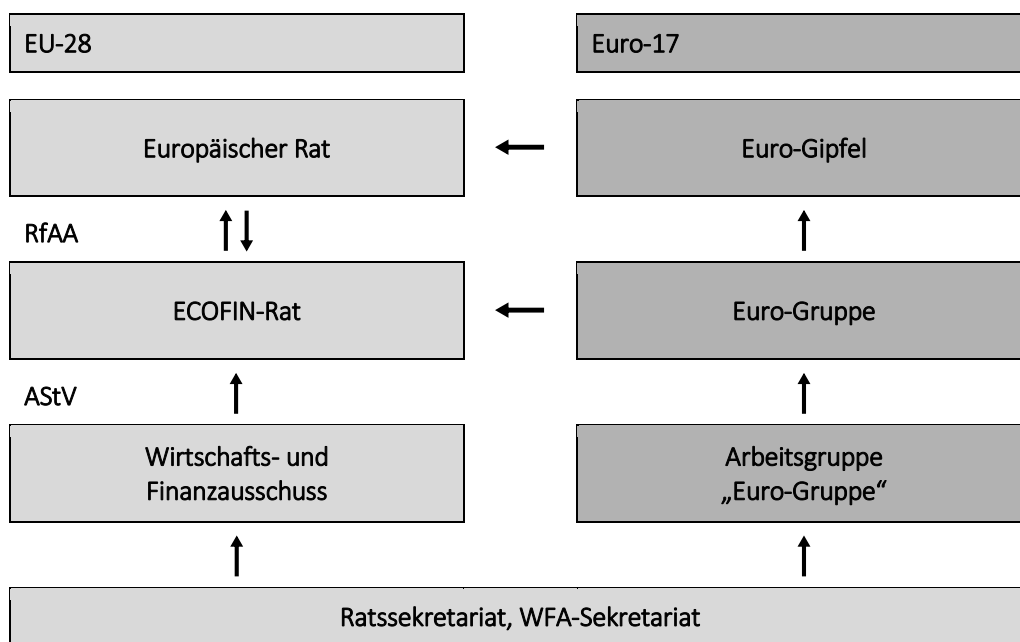 EU-28
Euro-17
Europäischer Rat
Euro-Gipfel
RfAA
ECOFIN-Rat
Euro-Gruppe
AStV
Wirtschafts- und
Finanzausschuss
Arbeitsgruppe
„Euro-Gruppe“
Ratssekretariat, WFA-Sekretariat